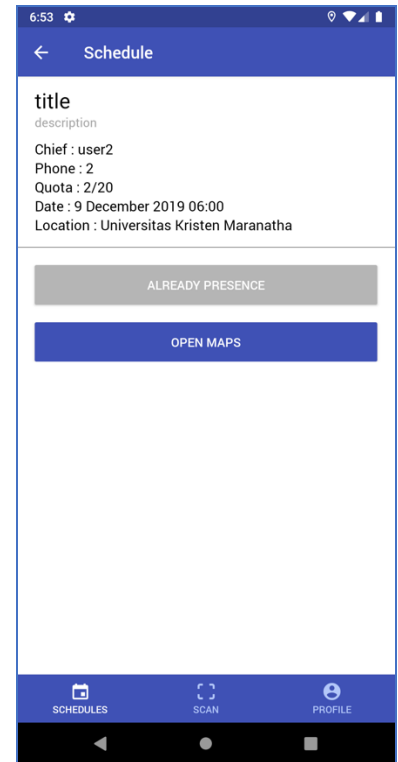 6:53
Schedule
title
description
Chief : user2
Phone : 2
Quota : 2/20
Date : 9 December 2019 06:00
Location : Universitas Kristen Maranatha
ALREADY PRESENCE
OPEN MAPS
SCHEDULES SCAN PROFILE